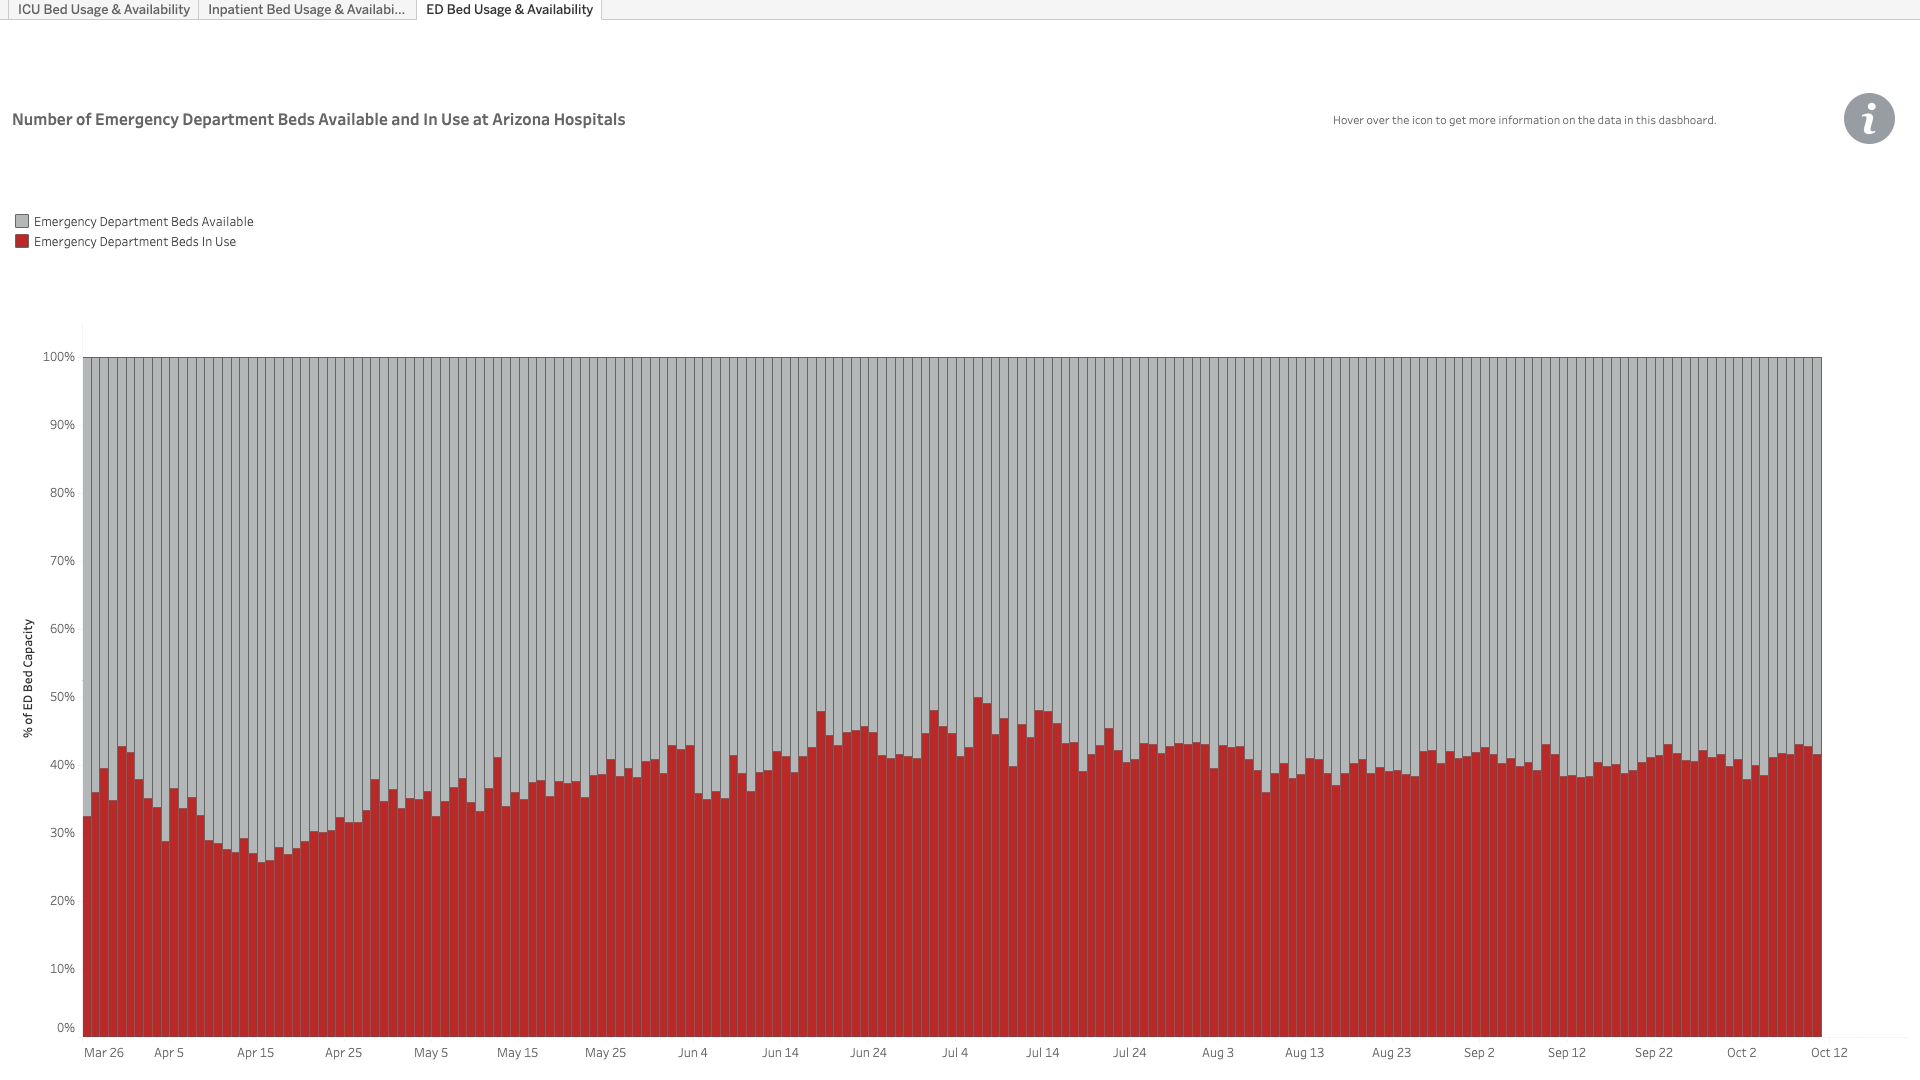 ICU Bed Usage & Availability
Inpatient Bed Usage & Availabi...
ED Bed Usage & Availability
Number of Emergency Department Beds Available and In Use at Arizona Hospitals
Hover over the icon to get more information on the data in this dasbhoard.
i
Emergency Department Beds Available
Emergency Department Beds In Use
% of ED Bed Capacity
100%
90%
80%
70%
60%
50%
40%
30%
20%
10%
0%
Mar 26 Apr 5 Apr 15 Apr 25 May 5 May 15 May 25 Jun 4 Jun 14 Jun 24 Jul 4 Jul 14 Jul 24 Aug 3 Aug 13 Aug 23 Sep 2 Sep 12 Sep 22 Oct 2 Oct 12